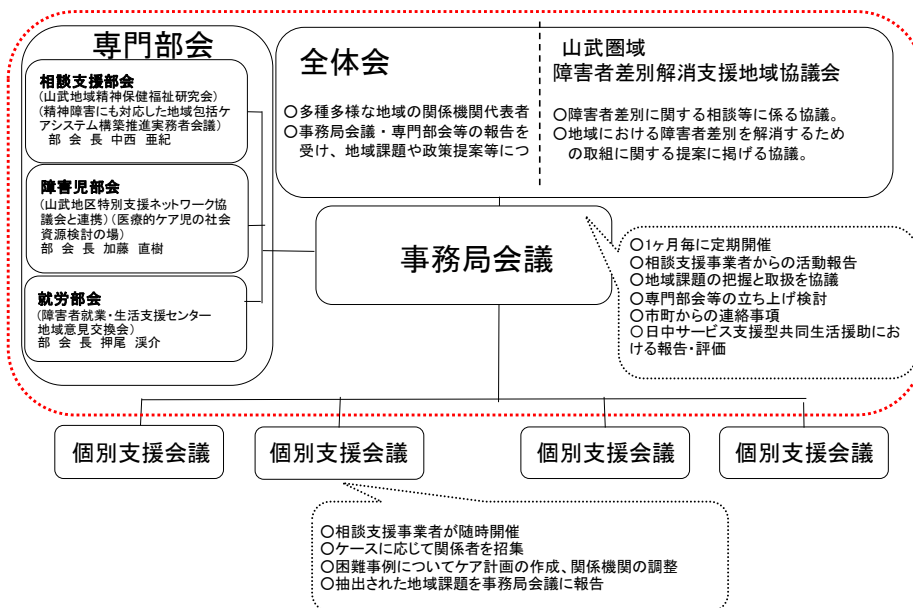 専門部会
相談支援部会
(山武地域精神保健福祉研究会)
(精神障害にも対応した地域包括ケ
アシステム構築推進実務者会議)
部 会 長 中西 亜紀
障害児部会
(山武地区特別支援ネットワーク協
議会と連携)(医療的ケア児の社会
資源検討の場)
部 会 長 加藤 直樹
就労部会
(障害者就業・生活支援センター
地域意見交換会)
部 会 長 押尾 渓介
全体会
○多種多様な地域の関係機関代表者
○事務局会議・専門部会等の報告を
受け、地域課題や政策提案等につ
山武圏域
障害者差別解消支援地域協議会
○障害者差別に関する相談等に係る協議。
○地域における障害者差別を解消するため
の取組に関する提案に掲げる協議。
事務局会議
○1ヶ月毎に定期開催
○相談支援事業者からの活動報告
○地域課題の把握と取扱を協議
○専門部会等の立ち上げ検討
○市町からの連絡事項
○日中サービス支援型共同生活援助にお
ける報告・評価
個別支援会議
個別支援会議
個別支援会議
個別支援会議
○相談支援事業者が随時開催
○ケースに応じて関係者を招集
○困難事例についてケア計画の作成、関係機関の調整
○抽出された地域課題を事務局会議に報告